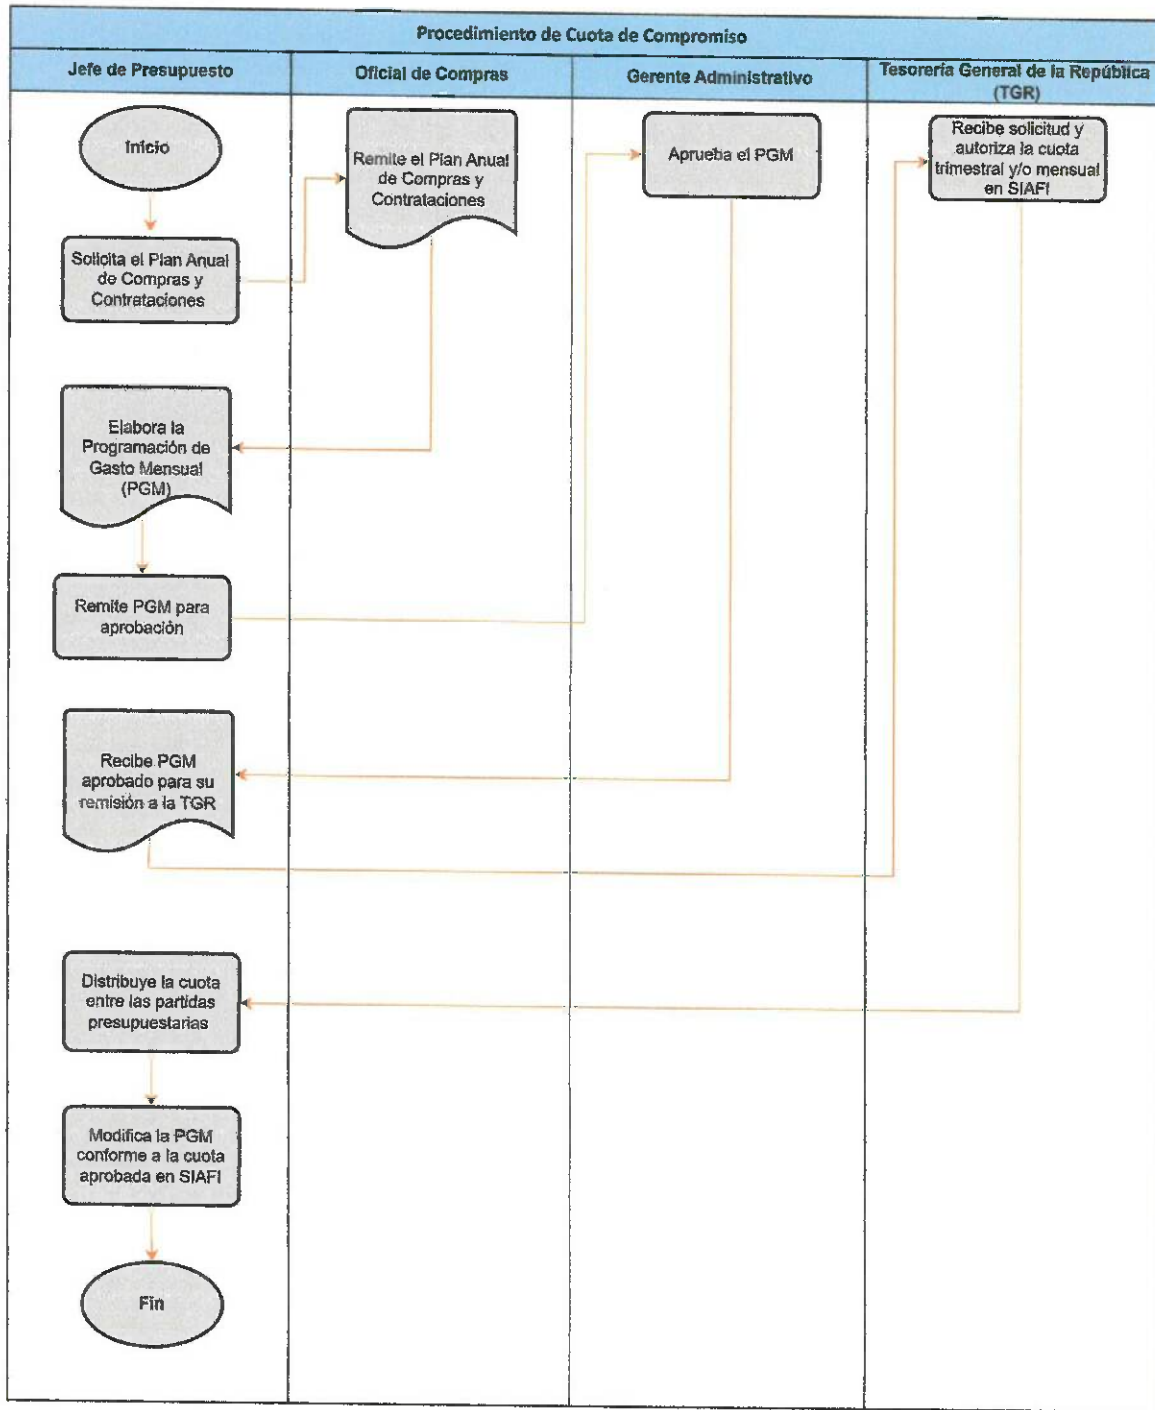 Procedimiento de Cuota de Compromiso
Jefe de Presupuesto
Oficial de Compras
Gerente Administrativo
Tesorería General de la República
(TGR)
Inicio
Solicita el Plan Anual
de Compras y
Contrataciones
Remite el Plan Anual
de Compras y
Contrataciones
Elabora la
Programación de
Gasto Mensual
(PGM)
Remite PGM para
aprobación
Aprueba el PGM
Recibe PGM
aprobado para su
remisión a la TGR
Recibe solicitud y
autoriza la cuota
trimestral y/o mensual
en SIAFI
Distribuye la cuota
entre las partidas
presupuestarias
Modifica la PGM
conforme a la cuota
aprobada en SIAFI
Fin